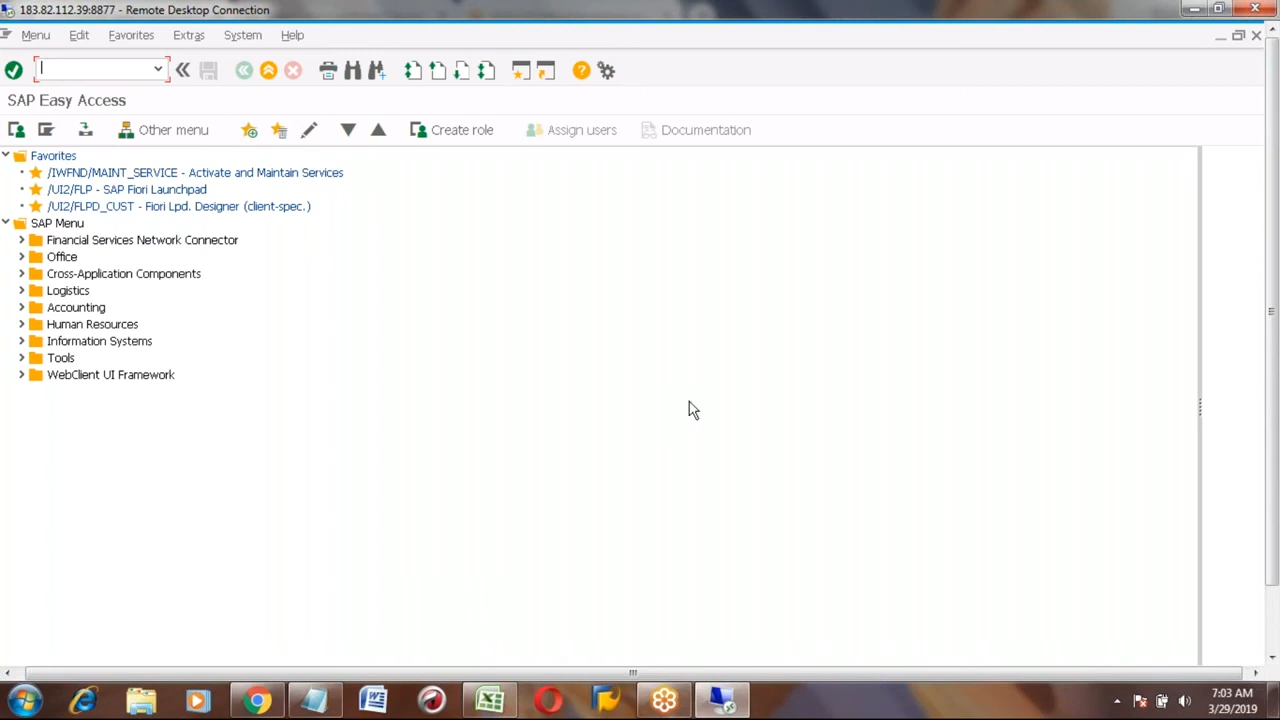 183.82.112.39:8877 - Remote Desktop Connection
Menu Edit Favorites Extras System Help
SAP Easy Access
Other menu Create role Assign users Documentation
Favorites
/IWFND/MAINT_SERVICE - Activate and Maintain Services
/UI2/FLP - SAP Fiori Launchpad
/UI2/FLPD_CUST - Fiori Lpd. Designer (client-spec.)
SAP Menu
Financial Services Network Connector
Office
Cross-Application Components
Logistics
Accounting
Human Resources
Information Systems
Tools
WebClient UI Framework
7:03 AM
3/29/2019